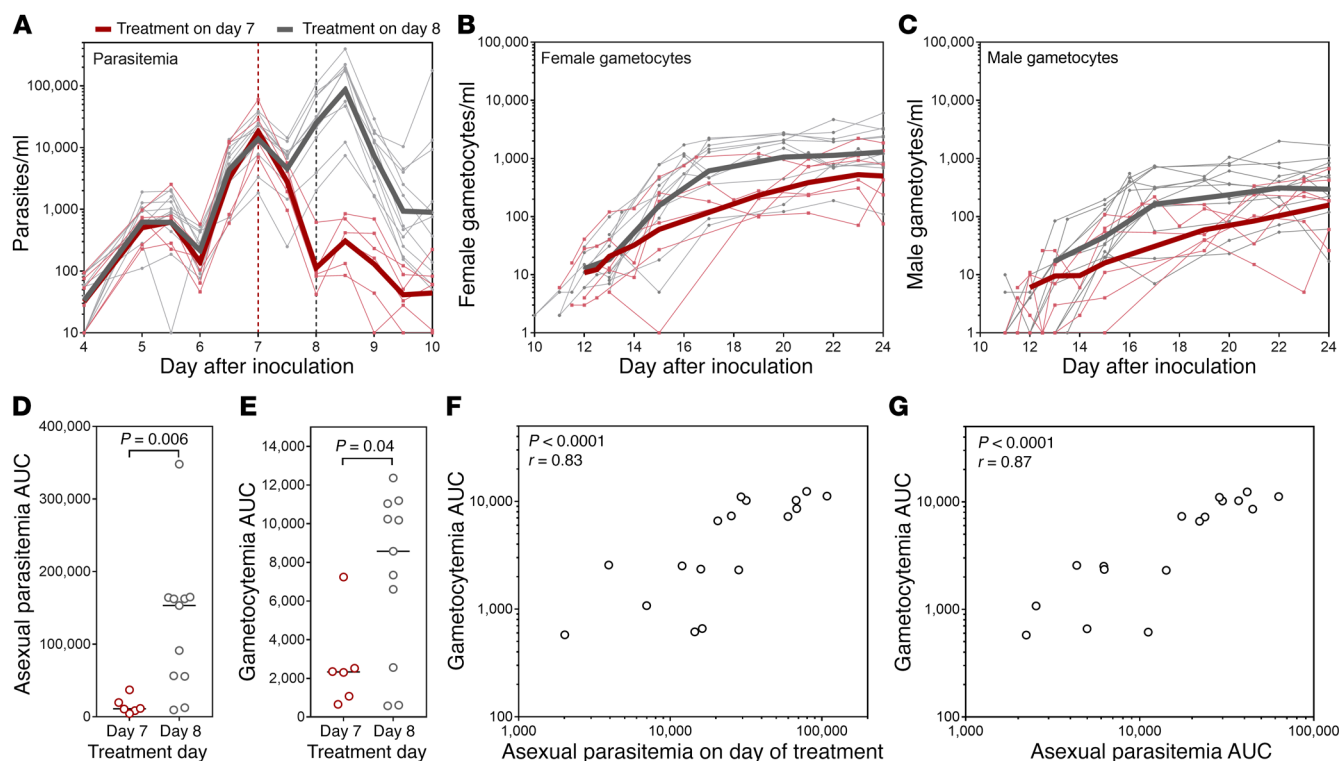 A
Treatment on day 7
Treatment on day 8
Parasitemia
Parasites/ml
100,000
10,000
1,000
100
10
4 5 6 7 8 9 10
Day after inoculation
B
Female gametocytes
Female gametocytes/ml
100,000
10,000
1,000
100
10
1
10 12 14 16 18 20 22 24
Day after inoculation
C
Male gametocytes
Male gametocytes/ml
100,000
10,000
1,000
100
10
1
10 12 14 16 18 20 22 24
Day after inoculation
D
Asexual parasitemia AUC
400,000
300,000
200,000
100,000
0
P = 0.006
Day 7 Day 8
Treatment day
E
Gametocytemia AUC
14,000
12,000
10,000
8,000
6,000
4,000
2,000
0
P = 0.04
Day 7 Day 8
Treatment day
F
P < 0.0001
r = 0.83
Gametocytemia AUC
10,000
1,000
100
1,000 10,000 100,000
Asexual parasitemia on day of treatment
G
P < 0.0001
r = 0.87
Gametocytemia AUC
10,000
1,000
100
1,000 10,000 100,000
Asexual parasitemia AUC